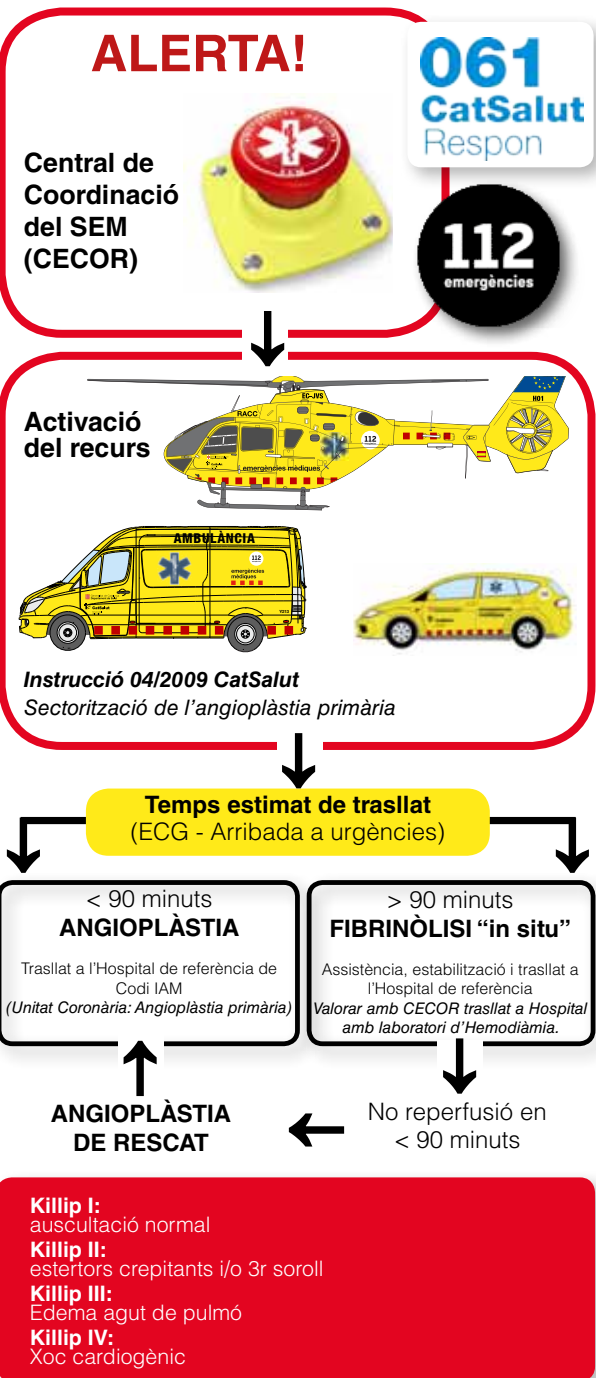 ALERTA!
061
CatSalut
Respon
Central de
Coordinació
del SEM
(CECOR)
SEM
112
emergències
Activació
del recurs
EC-JVS
RACC
H01
112
emergències mèdiques
AMBULÀNCIA
112
emergències
mèdiques
CatSalut
Instrucció 04/2009 CatSalut
Sectorització de l'angioplàstia primària
Temps estimat de trasllat
(ECG - Arribada a urgències)
< 90 minuts
ANGIOPLÀSTIA
Trasllat a l'Hospital de referència de
Codi IAM
(Unitat Coronària: Angioplàstia primària)
> 90 minuts
FIBRINÒLISI “in situ”
Assistència, estabilització i trasllat a
l'Hospital de referència
Valorar amb CECOR trasllat a Hospital
amb laboratori d'Hemodiàmia.
ANGIOPLÀSTIA
DE RESCAT
No reperfusió en
< 90 minuts
Killip I:
auscultació normal
Killip II:
estertors crepitants i/o 3r soroll
Killip III:
Edema agut de pulmó
Killip IV:
Xoc cardiogènic